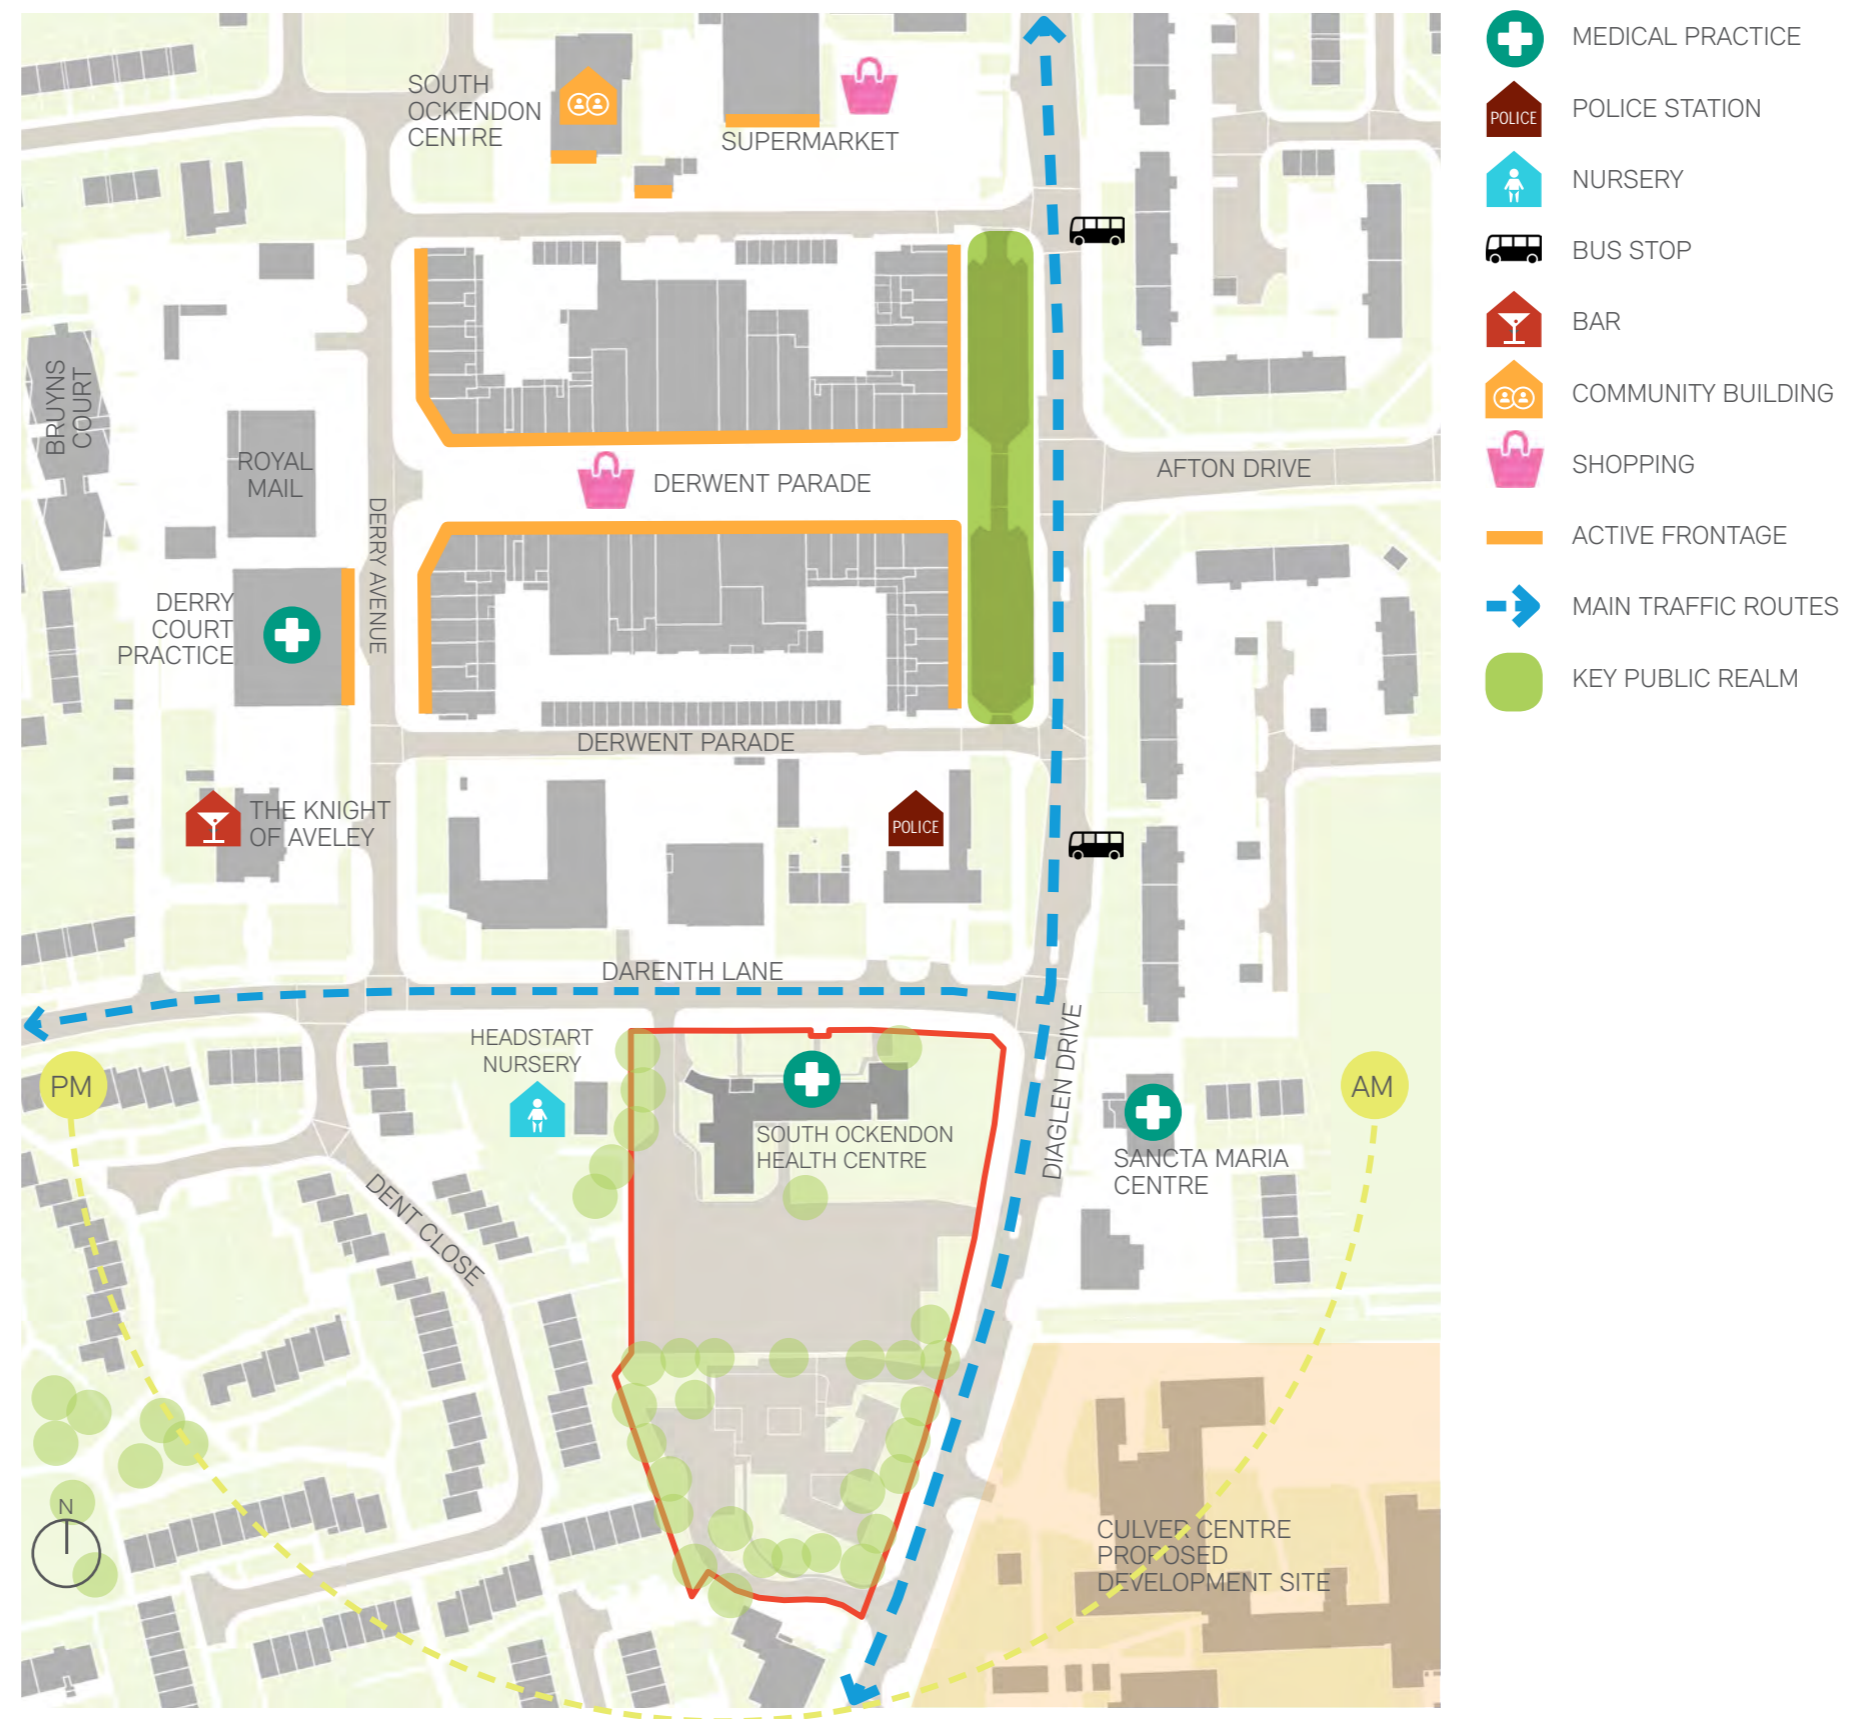 SOUTH
OCKENDON
CENTRE
SUPERMARKET
BRUYNS
COURT
ROYAL
MAIL
DERWENT PARADE
AFTON DRIVE
DERRY AVENUE
DERRY
COURT
PRACTICE
DERWENT PARADE
THE KNIGHT
OF AVELEY
POLICE
DARENTH LANE
HEADSTART
NURSERY
PM
AM
DIAGLEN DRIVE
SOUTH OCKENDON
HEALTH CENTRE
SANCTA MARIA
CENTRE
DENT CLOSE
N
CULVER CENTRE
PROPOSED
DEVELOPMENT SITE
MEDICAL PRACTICE
POLICE
POLICE STATION
NURSERY
BUS STOP
BAR
COMMUNITY BUILDING
SHOPPING
ACTIVE FRONTAGE
MAIN TRAFFIC ROUTES
KEY PUBLIC REALM